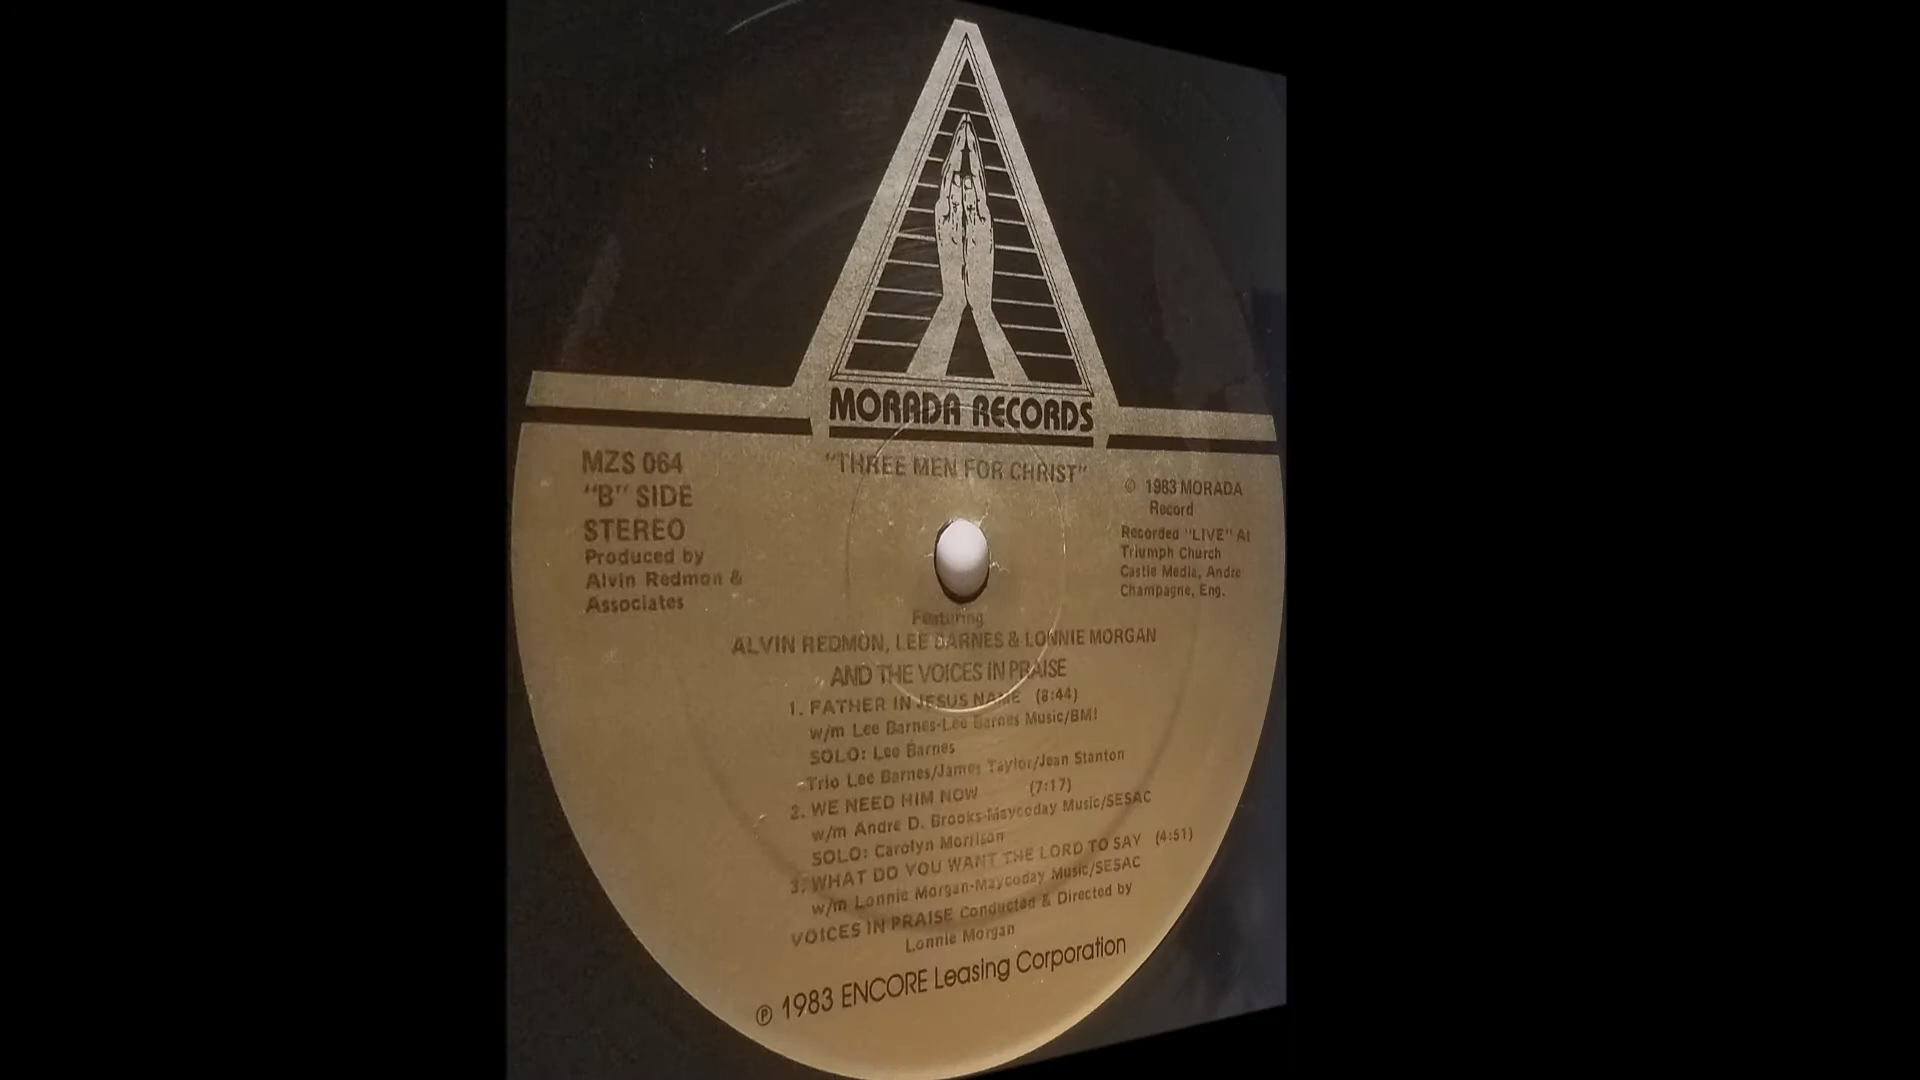 MORADA RECORDS
"THREE MEN FOR CHRIST"
MZS 064
"B" SIDE
STEREO
Produced by
Alvin Redmon &
Associates
© 1983 MORADA
Record
Recorded "LIVE" At
Triumph Church
Castle Media, Andre
Champagne, Eng.
Featuring
ALVIN REDMON, LEE BARNES & LONNIE MORGAN
AND THE VOICES IN PRAISE
1. FATHER IN JESUS NAME (8:44)
w/m Lee Barnes-Lee Barnes Music/BMI
SOLO: Lee Barnes
Trio Lee Barnes/James Taylor/Jean Stanton
2. WE NEED HIM NOW (7:17)
w/m Andre D. Brooks-Maycoday Music/SESAC
SOLO: Carolyn Morrison
3. WHAT DO YOU WANT THE LORD TO SAY (4:51)
w/m Lonnie Morgan-Maycoday Music/SESAC
VOICES IN PRAISE Conducted & Directed by
Lonnie Morgan
℗ 1983 ENCORE Leasing Corporation